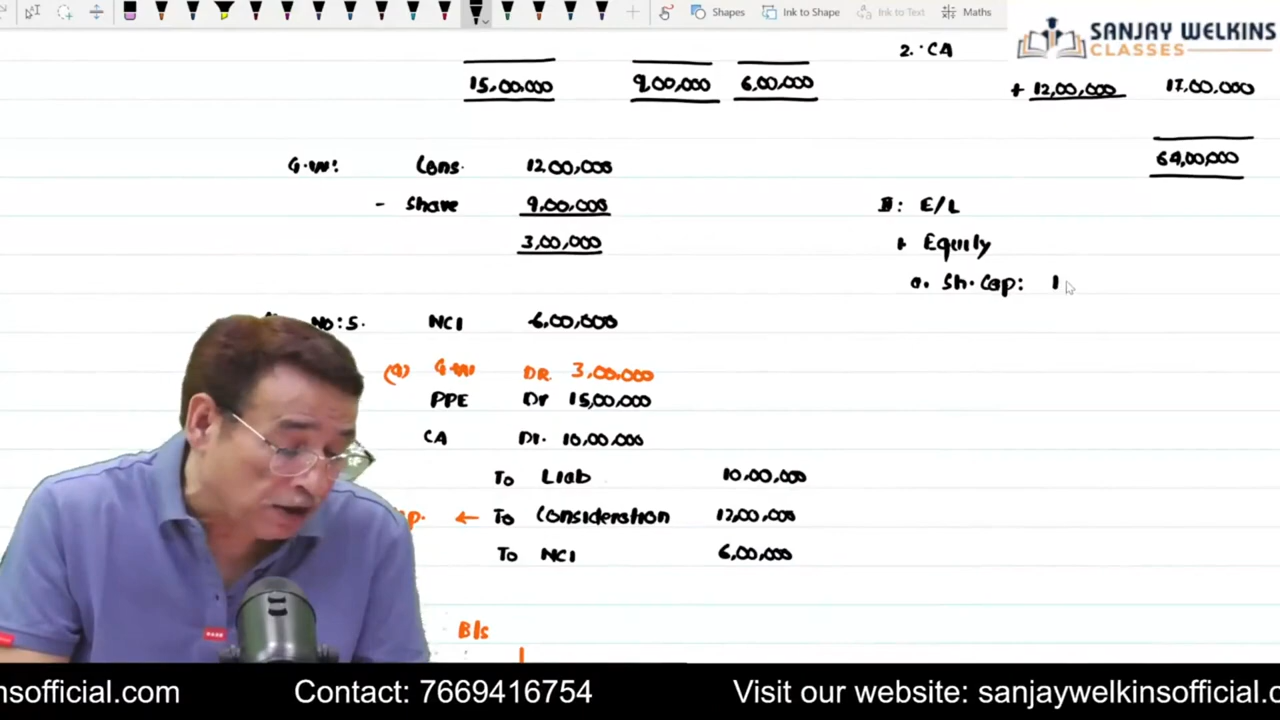 Shapes Ink to Shape Ink to Text Maths
SANJAY WELKINS
CLASSES
2. CA
15,00,000 9,00,000 6,00,000 + 12,00,000 17,00,000
64,00,000
G.W: Cons. 12,00,000
- Share 9,00,000
3,00,000
II: E/L
1 Equity
a. Sh. Cap: 1
No: 5. NCI 6,00,000
(a) G.W DR. 3,00,000
PPE Dr 15,00,000
CA Dr. 10,00,000
To Liab 10,00,000
← To Consideration 12,00,000
To NCI 6,00,000
B/s
nsofficial.com Contact: 7669416754 Visit our website: sanjaywelkinsofficial.c